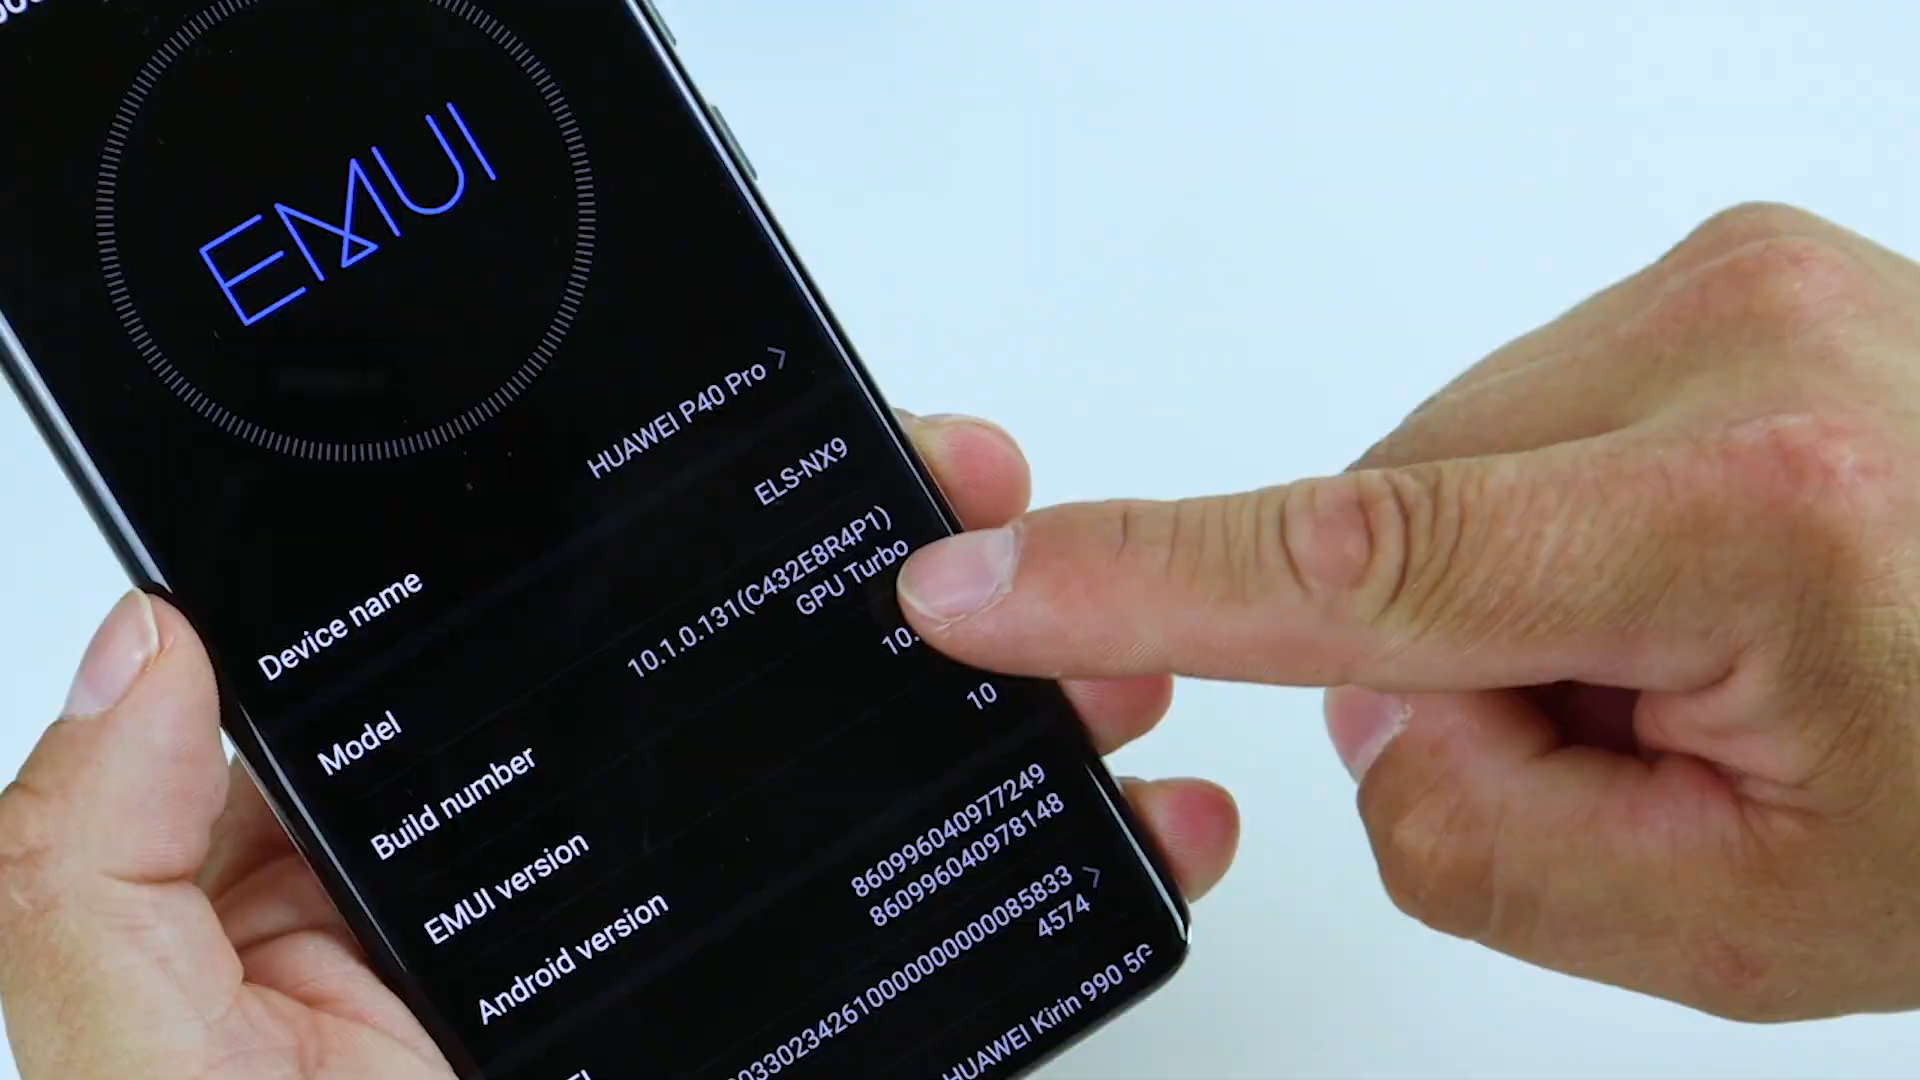 EMUI
Device name HUAWEI P40 Pro
Model ELS-NX9
Build number 10.1.0.131(C432E8R4P1)
GPU Turbo
EMUI version 10.
Android version 10
860996040977249
860996040978148
4574
HUAWEI Kirin 990 5G